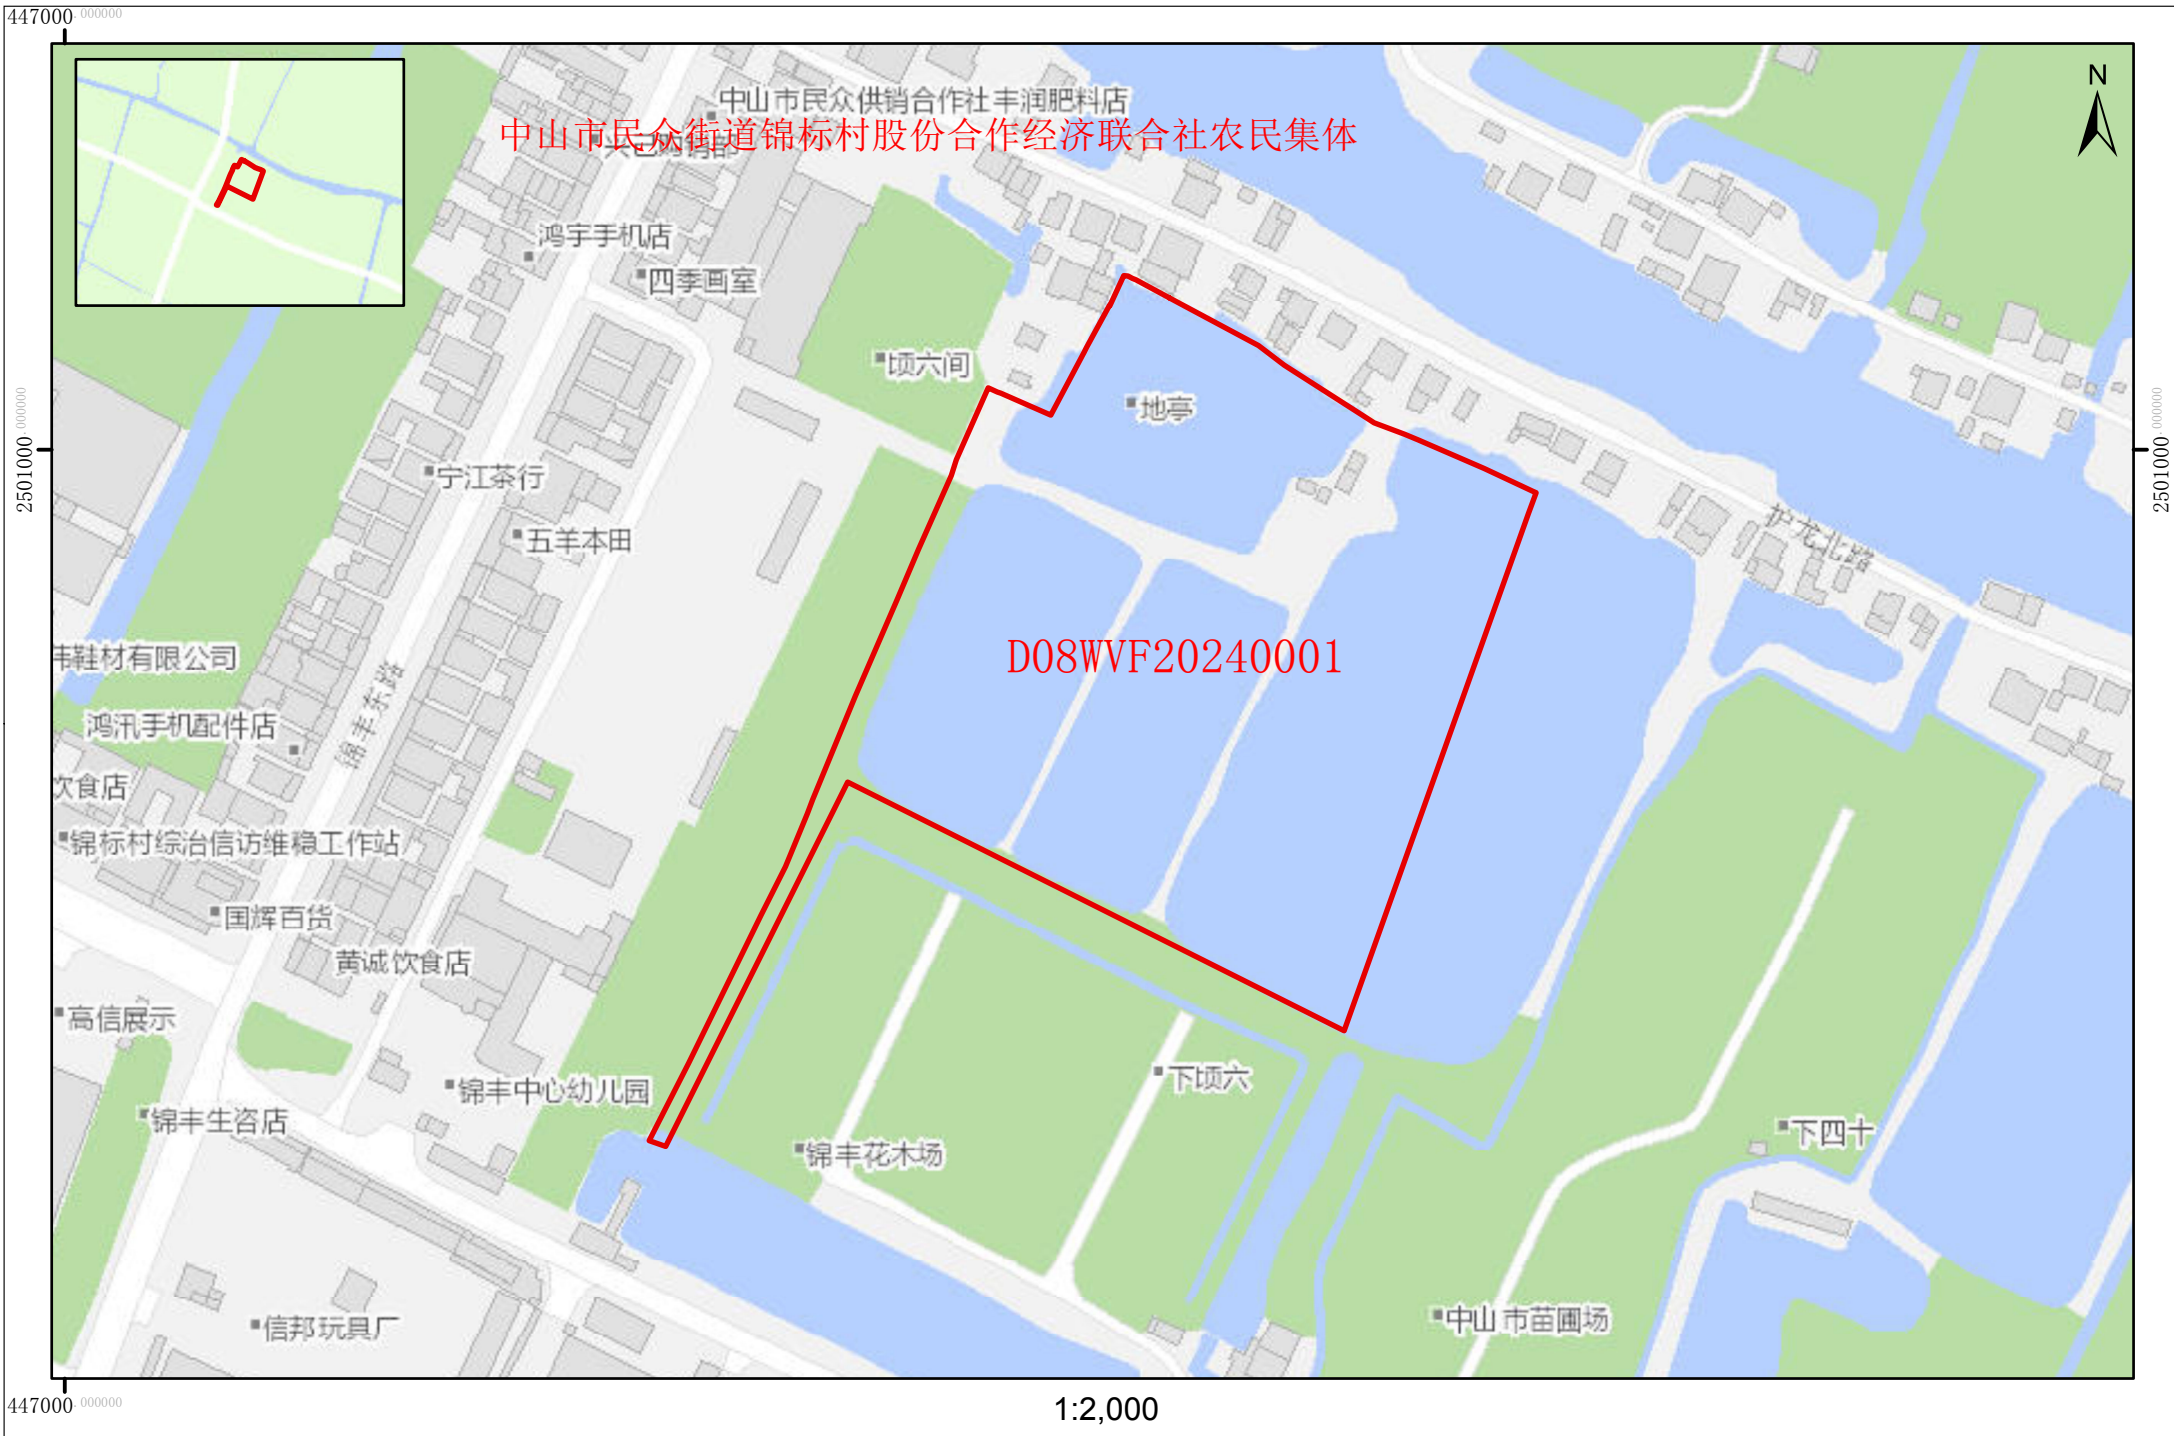 447000.000000
N
中山市民众供销合作社丰润肥料店
中山市民众街道锦标村股份合作经济联合社农民集体
鸿宇手机店
四季画室
顷六间
地亭
2501000.000000
2501000.000000
宁江茶行
五羊本田
护龙北路
韦鞋材有限公司
D08WVF20240001
锦丰东路
鸿汛手机配件店
饮食店
锦标村综治信访维稳工作站
国辉百货
黄诚饮食店
高信展示
锦丰中心幼儿园
下顷六
锦丰生咨店
下四十
锦丰花木场
信邦玩具厂
中山市苗圃场
447000.000000
1:2,000